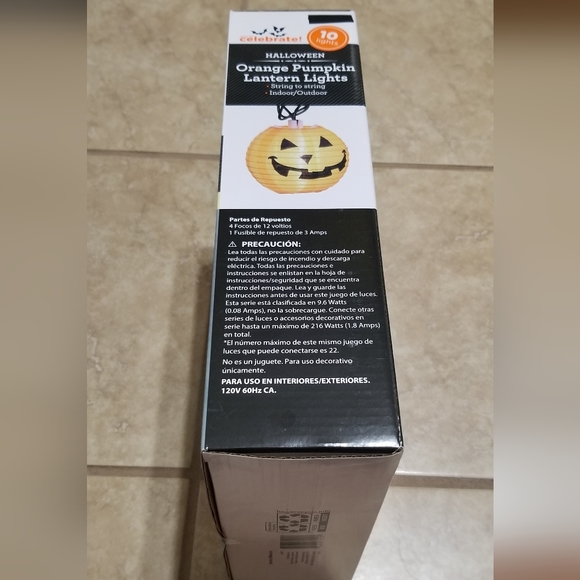 celebrate!
10
lights
HALLOWEEN
Orange Pumpkin
Lantern Lights
• String to string
• Indoor/Outdoor
Partes de Repuesto
4 Focos de 12 voltios
1 Fusible de repuesto de 3 Amps
⚠ PRECAUCIÓN:
Lea todas las precauciones con cuidado para
reducir el riesgo de incendio y descarga
eléctrica. Todas las precauciones e
instrucciones se enlistan en la hoja de
instrucciones/seguridad que se encuentra
dentro del empaque. Lea y guarde las
instrucciones antes de usar este juego de luces.
Esta serie está clasificada en 9.6 Watts
(0.08 Amps), no la sobrecargue. Conecte otras
series de luces o accesorios decorativos en
serie hasta un máximo de 216 Watts (1.8 Amps)
en total.
*El número máximo de este mismo juego de
luces que puede conectarse es 22.
No es un juguete. Para uso decorativo
únicamente.
PARA USO EN INTERIORES/EXTERIORES.
120V 60Hz CA.